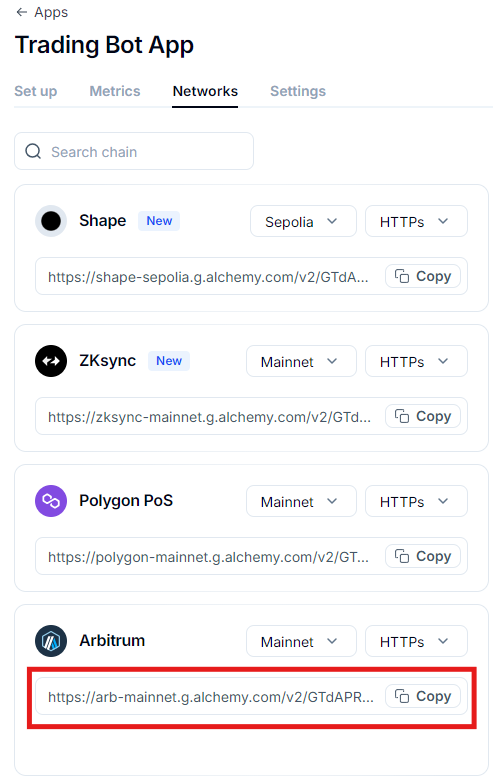 ← Apps
Trading Bot App
Set up Metrics Networks Settings
Search chain
Shape New Sepolia HTTPs
https://shape-sepolia.g.alchemy.com/v2/GTdA... Copy
ZKsync New Mainnet HTTPs
https://zksync-mainnet.g.alchemy.com/v2/GTd... Copy
Polygon PoS Mainnet HTTPs
https://polygon-mainnet.g.alchemy.com/v2/GT... Copy
Arbitrum Mainnet HTTPs
https://arb-mainnet.g.alchemy.com/v2/GTdAPR... Copy